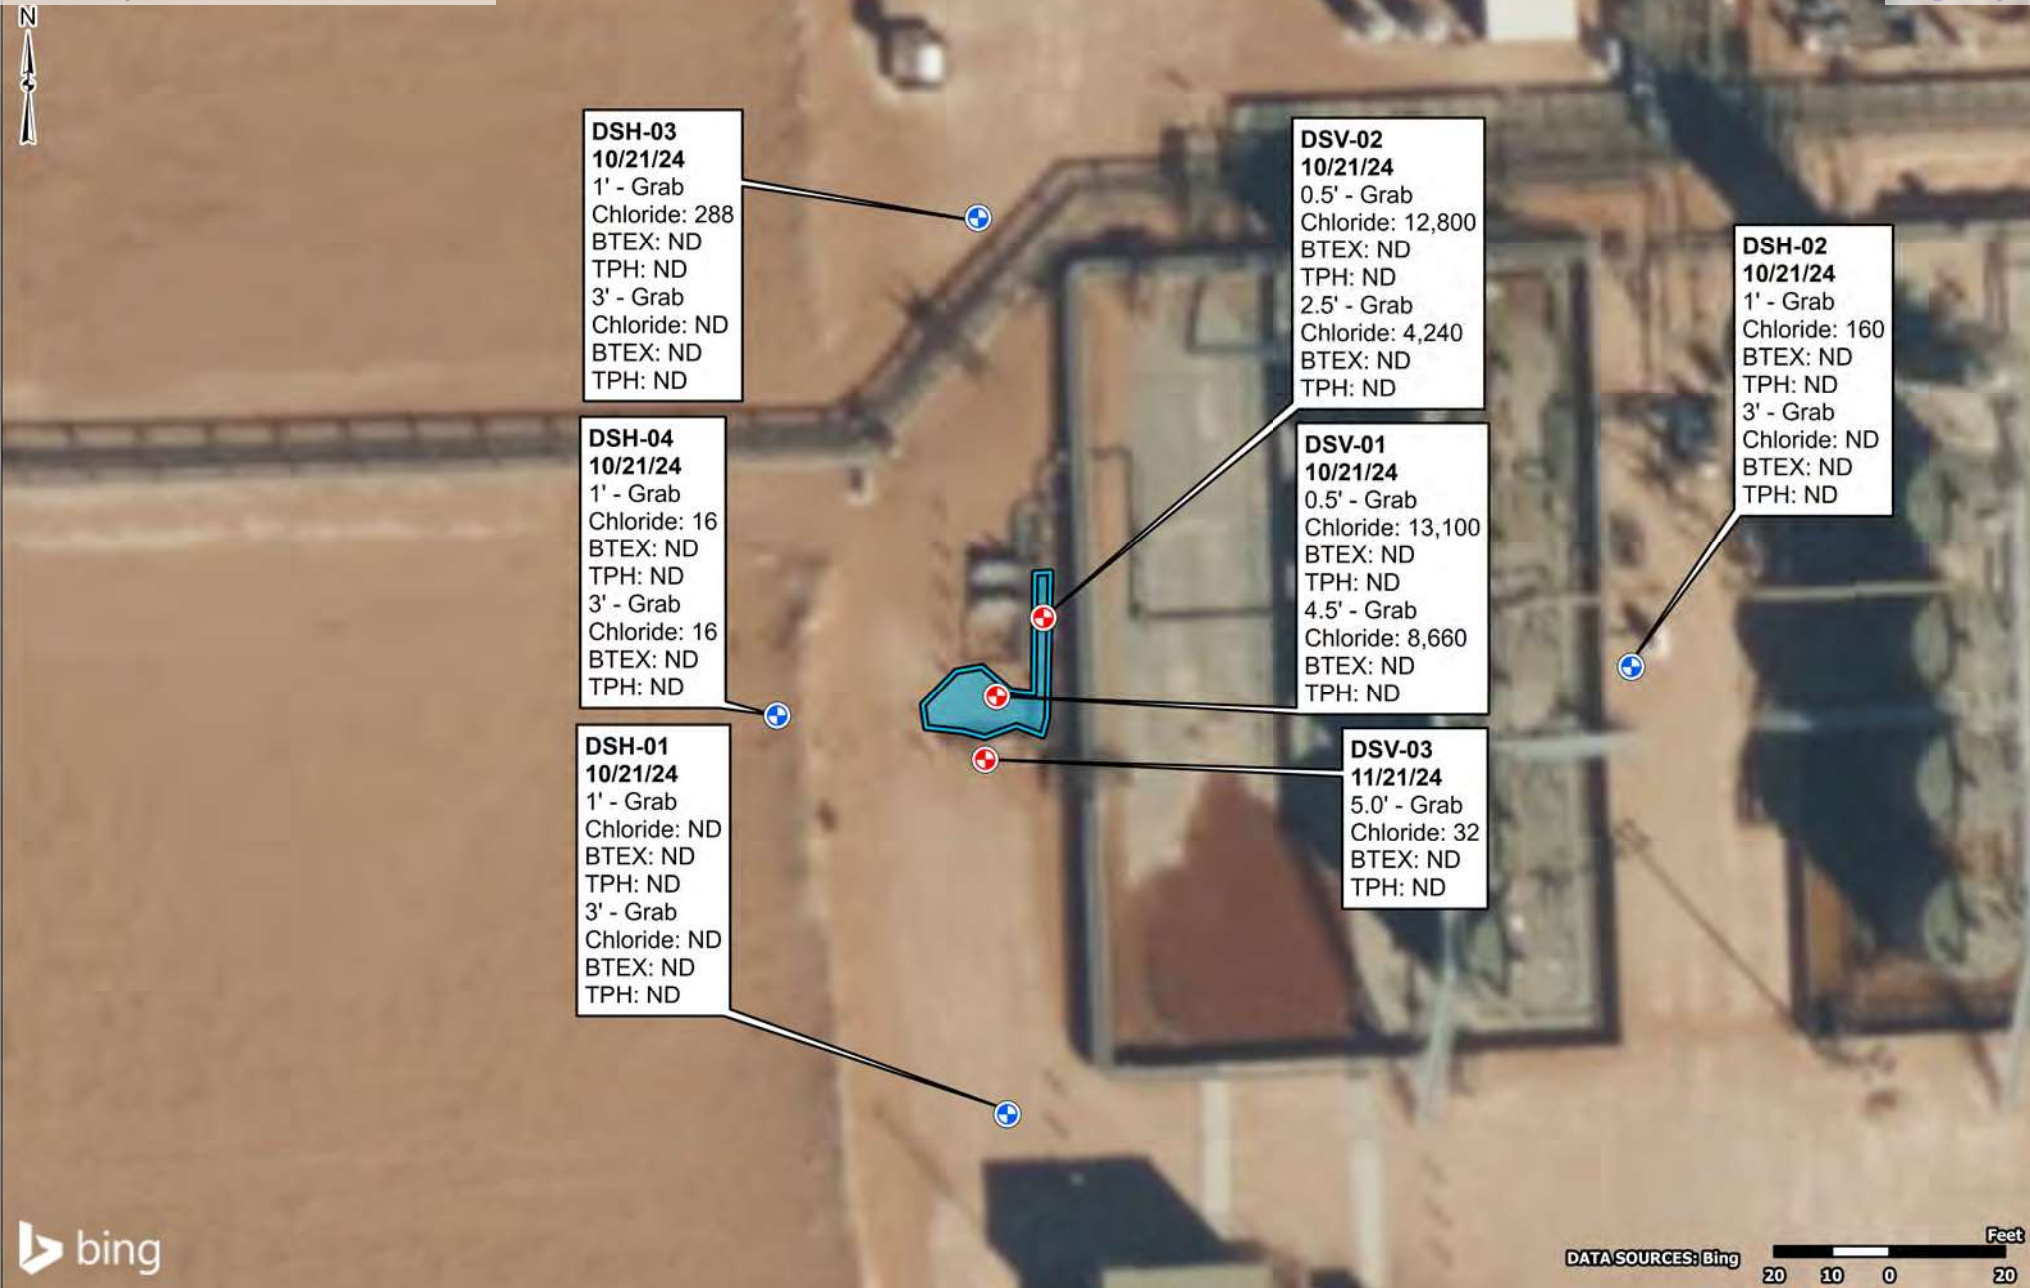 N
DSH-03
10/21/24
1' - Grab
Chloride: 288
BTEX: ND
TPH: ND
3' - Grab
Chloride: ND
BTEX: ND
TPH: ND
DSV-02
10/21/24
0.5' - Grab
Chloride: 12,800
BTEX: ND
TPH: ND
2.5' - Grab
Chloride: 4,240
BTEX: ND
TPH: ND
DSH-02
10/21/24
1' - Grab
Chloride: 160
BTEX: ND
TPH: ND
3' - Grab
Chloride: ND
BTEX: ND
TPH: ND
DSH-04
10/21/24
1' - Grab
Chloride: 16
BTEX: ND
TPH: ND
3' - Grab
Chloride: 16
BTEX: ND
TPH: ND
DSV-01
10/21/24
0.5' - Grab
Chloride: 13,100
BTEX: ND
TPH: ND
4.5' - Grab
Chloride: 8,660
BTEX: ND
TPH: ND
DSH-01
10/21/24
1' - Grab
Chloride: ND
BTEX: ND
TPH: ND
3' - Grab
Chloride: ND
BTEX: ND
TPH: ND
DSV-03
11/21/24
5.0' - Grab
Chloride: 32
BTEX: ND
TPH: ND
bing
DATA SOURCES: Bing
Feet
20 10 0 20